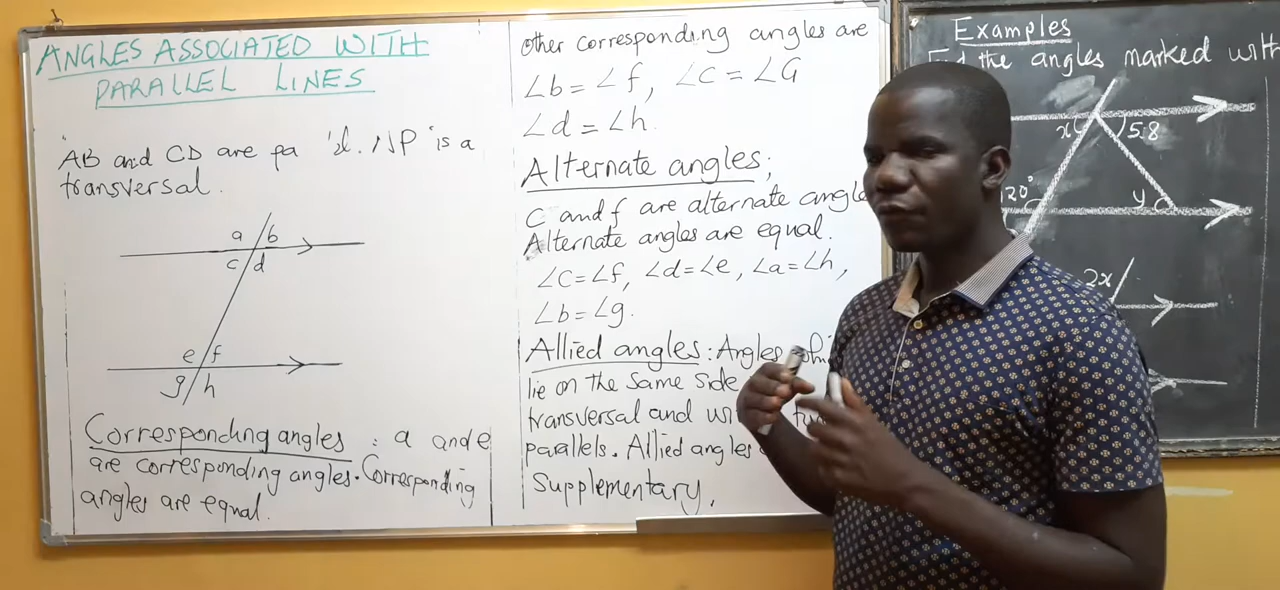 ANGLES ASSOCIATED WITH
PARALLEL LINES
AB and CD are pa is a
transversal.
a b
c d
e f
g h
Corresponding angles : a and e
are corresponding angles. Corresponding
angles are equal.
other corresponding angles are
∠b = ∠f, ∠c = ∠G
∠d = ∠h.
Alternate angles;
C and f are alternate angle
Alternate angles are equal.
∠c=∠f, ∠d=∠e, ∠a=∠h,
∠b=∠g.
Allied angles: Angles
lie on the same side
transversal and
parallels. Allied angles
Supplementary.
Examples
the angles marked with
x 58
20° y
2x